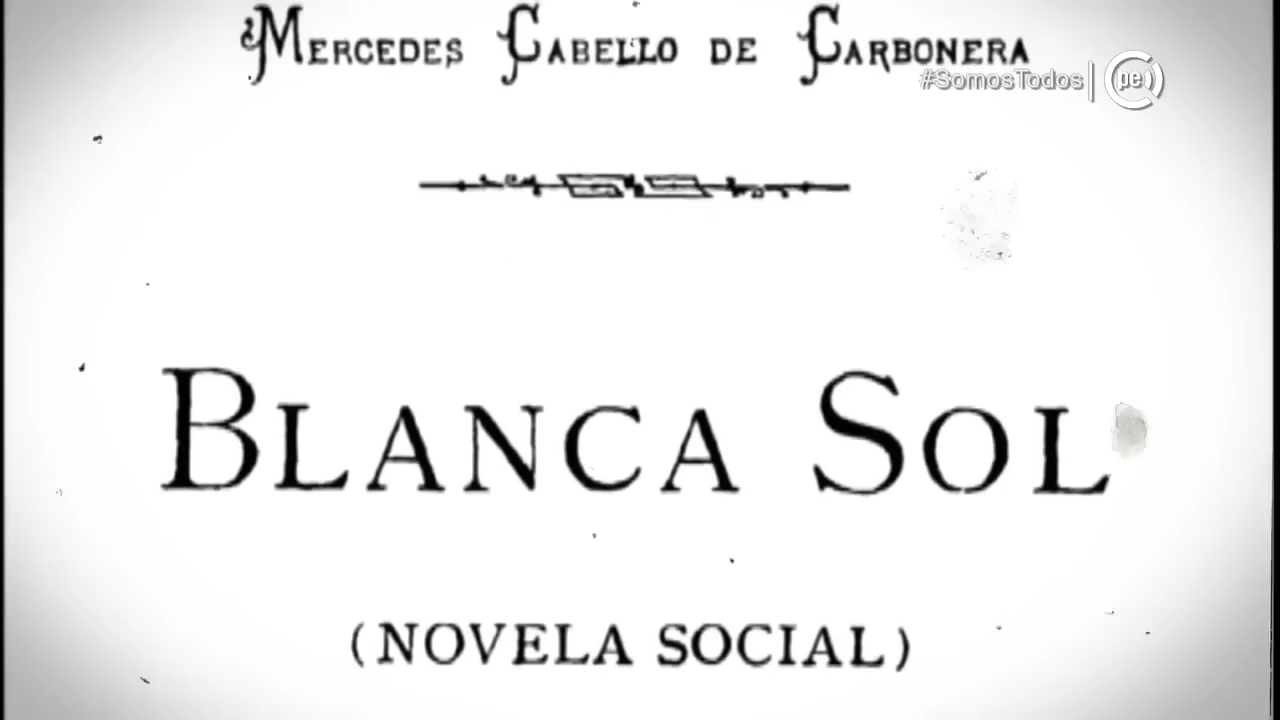 MERCEDES CABELLO DE CARBONERA
#SomosTodos| pe
BLANCA SOL
(NOVELA SOCIAL)